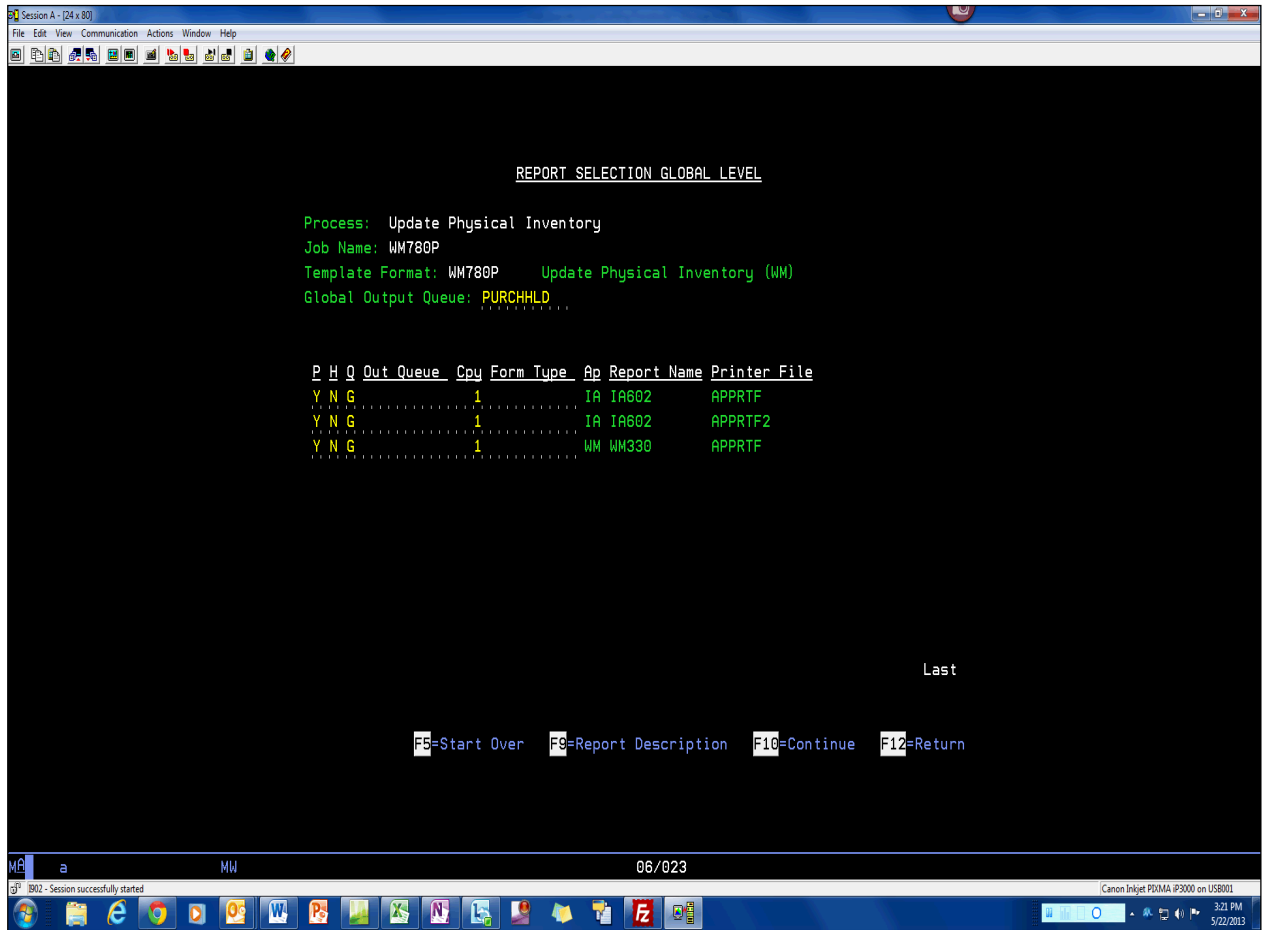 Session A - [24 x 80]
File Edit View Communication Actions Window Help
REPORT SELECTION GLOBAL LEVEL
Process: Update Physical Inventory
Job Name: WM780P
Template Format: WM780P Update Physical Inventory (WM)
Global Output Queue: PURCHHLD
P H Q Out Queue Cpy Form Type Ap Report Name Printer File
Y N G 1 IA IA602 APPRTF
Y N G 1 IA IA602 APPRTF2
Y N G 1 WM WM330 APPRTF
Last
F5=Start Over F9=Report Description F10=Continue F12=Return
MA a MW 06/023
I902 - Session successfully started Canon Inkjet PIXMA iP3000 on USB001
3:21 PM
5/22/2013